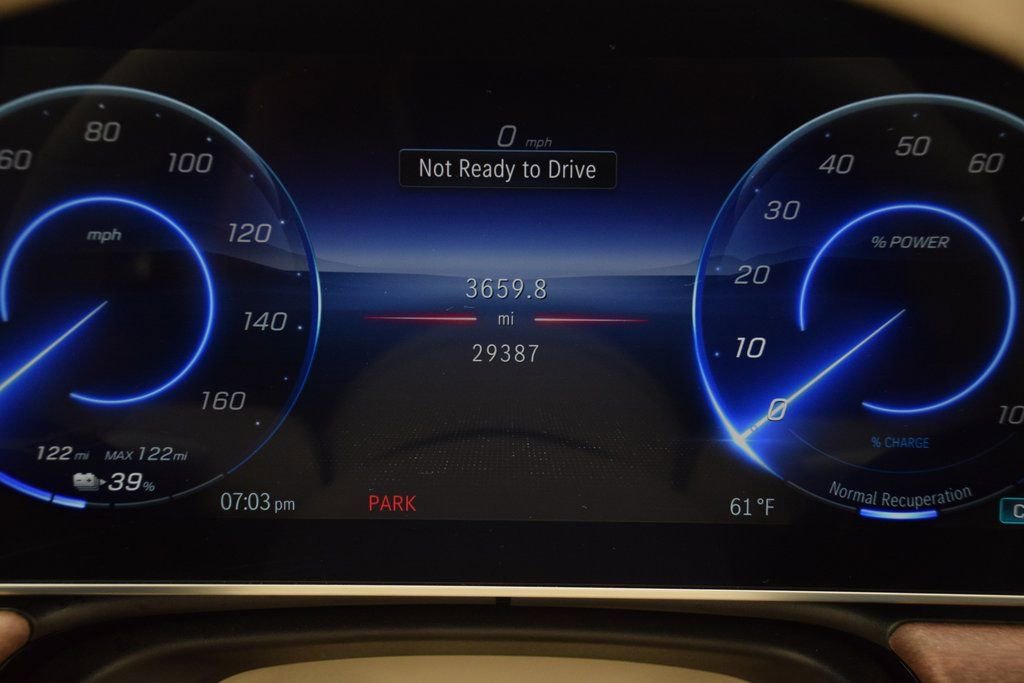 0 mph
Not Ready to Drive
60
80
100
120
140
160
mph
122 mi MAX 122 mi
39 %
07:03 pm
3659.8
mi
29387
PARK
0
10
20
30
40
50
60
% POWER
% CHARGE
Normal Recuperation
61 °F